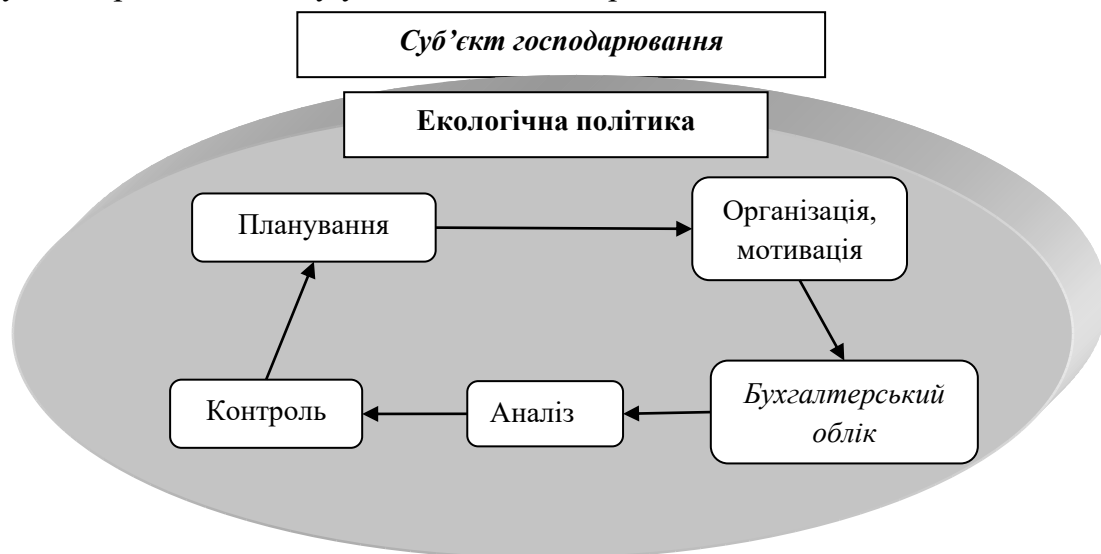 Суб’єкт господарювання
Екологічна політика
Планування
Організація,
мотивація
Бухгалтерський
облік
Аналіз
Контроль